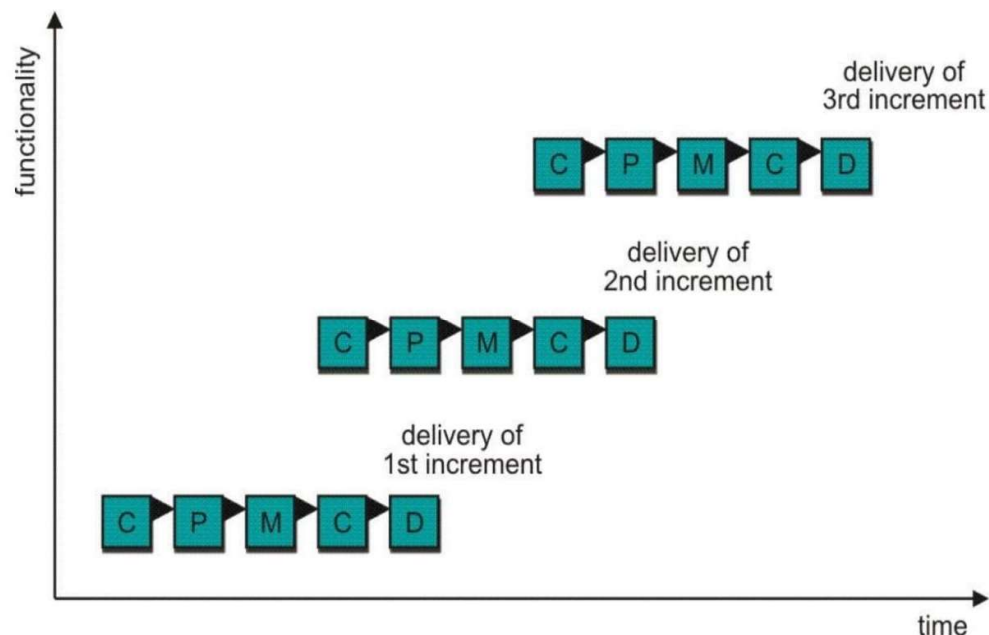 functionality
delivery of
3rd increment
C P M C D
delivery of
2nd increment
C P M C D
delivery of
1st increment
C P M C D
time